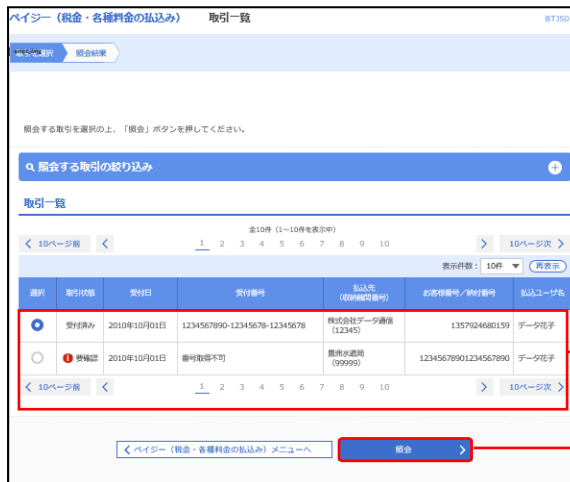 ペイジー（税金・各種料金の払込み） 取引一覧 BTJS0
取引を選択 照会結果
照会する取引を選択の上、「照会」ボタンを押してください。
照会する取引の絞り込み
取引一覧
全10件（1～10件を表示中）
10ページ前 1 2 3 4 5 6 7 8 9 10 10ページ次
表示件数： 10件 再表示
選択 取引状態 受付日 受付番号 払込先（収納機関番号） お客様番号／納付番号 払込ユーザ名
受付済み 2010年10月01日 1234567890-12345678-12345678 株式会社データ通信（12345） 1357924680159 データ花子
要確認 2010年10月01日 番号取得不可 豊州水道局（99999） 12345678901234567890 データ花子
10ページ前 1 2 3 4 5 6 7 8 9 10 10ページ次
ペイジー（税金・各種料金の払込み）メニューへ 照会